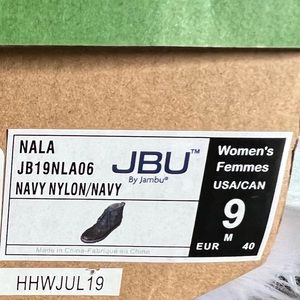 NALA
JB19NLA06
NAVY NYLON/NAVY
JBU™
By Jambu®
Made in China-Fabriqué en Chine
Women's
Femmes
USA/CAN
9
M
EUR 40
HHWJUL19